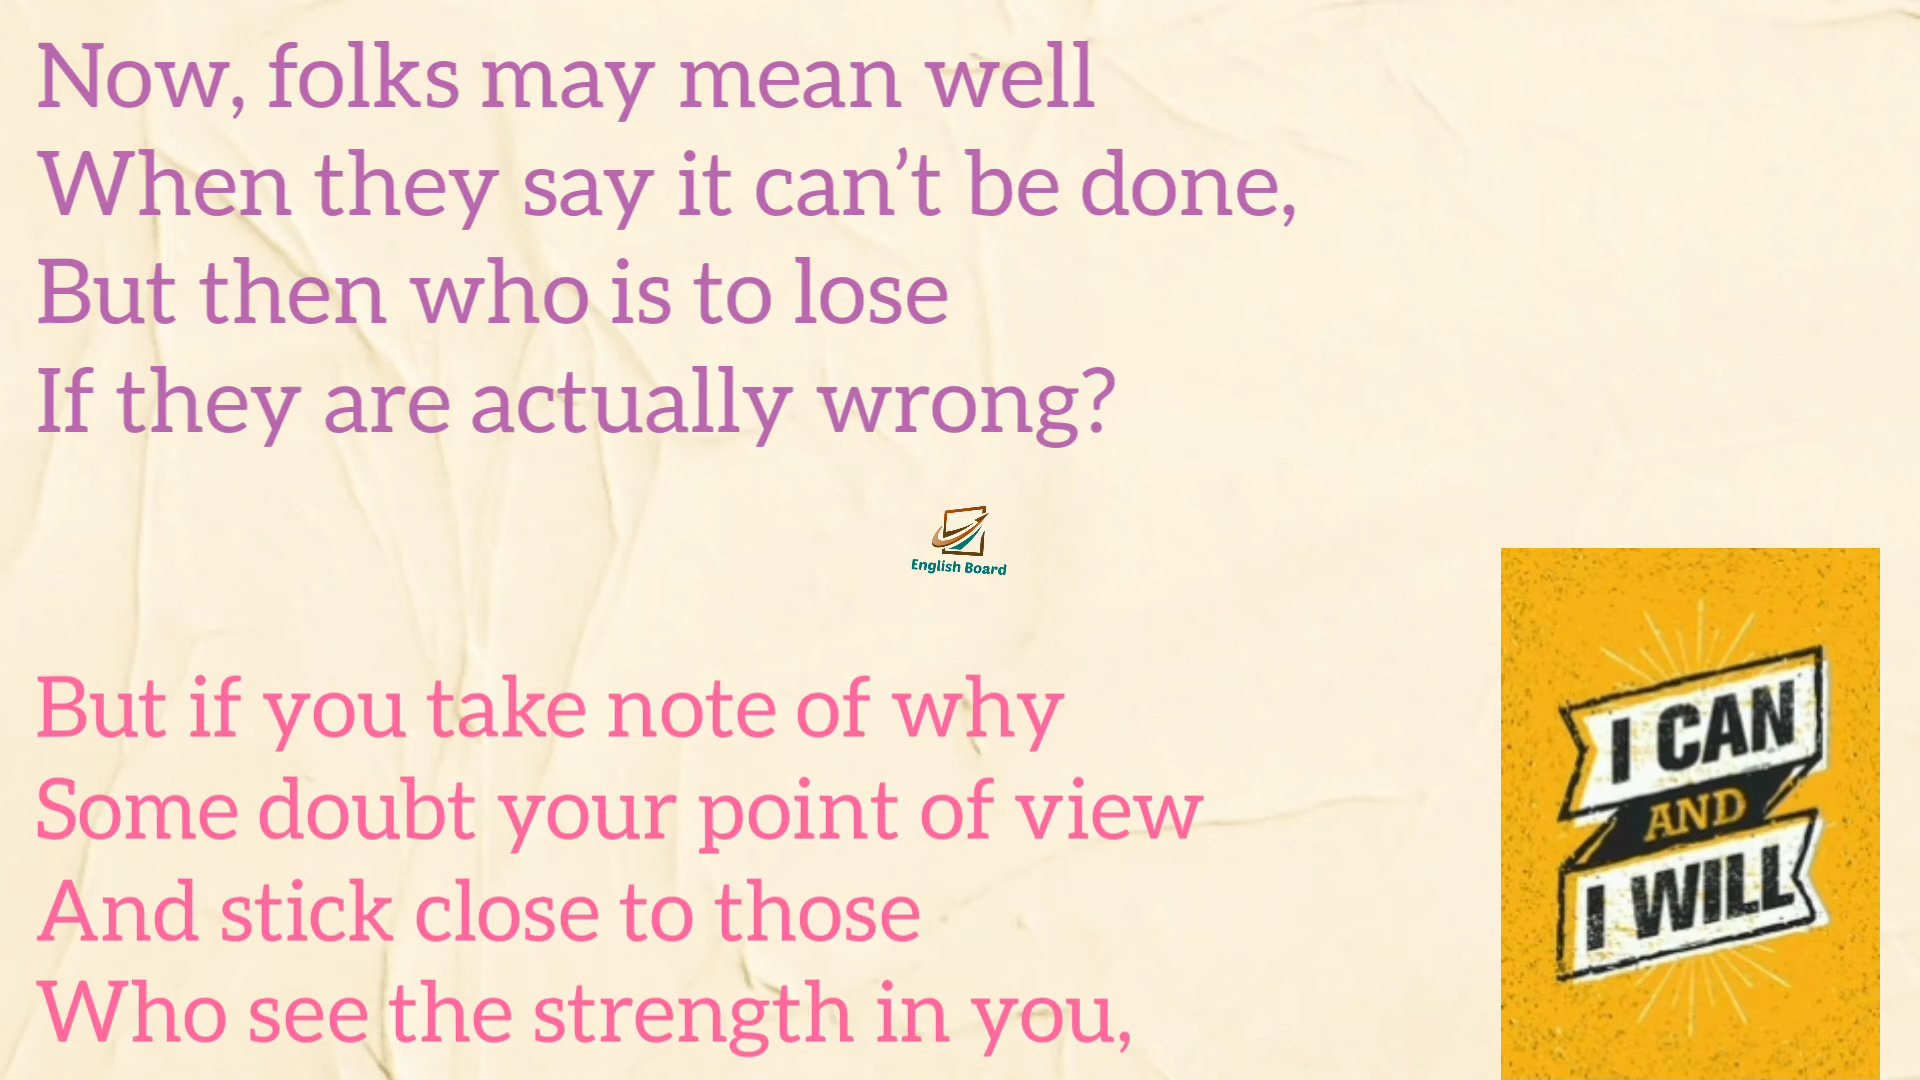 Now, folks may mean well
When they say it can’t be done,
But then who is to lose
If they are actually wrong?
English Board
But if you take note of why
Some doubt your point of view
And stick close to those
Who see the strength in you,
I CAN
AND
I WILL